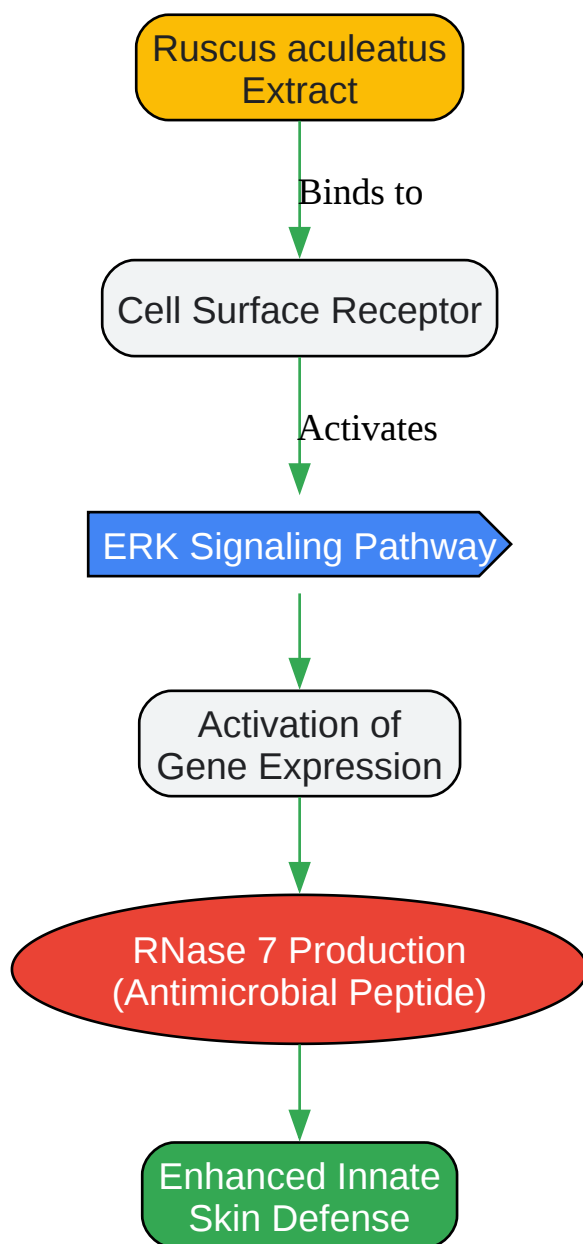 Ruscus aculeatus
Extract
Binds to
Cell Surface Receptor
Activates
ERK Signaling Pathway
Activation of
Gene Expression
RNase 7 Production
(Antimicrobial Peptide)
Enhanced Innate
Skin Defense